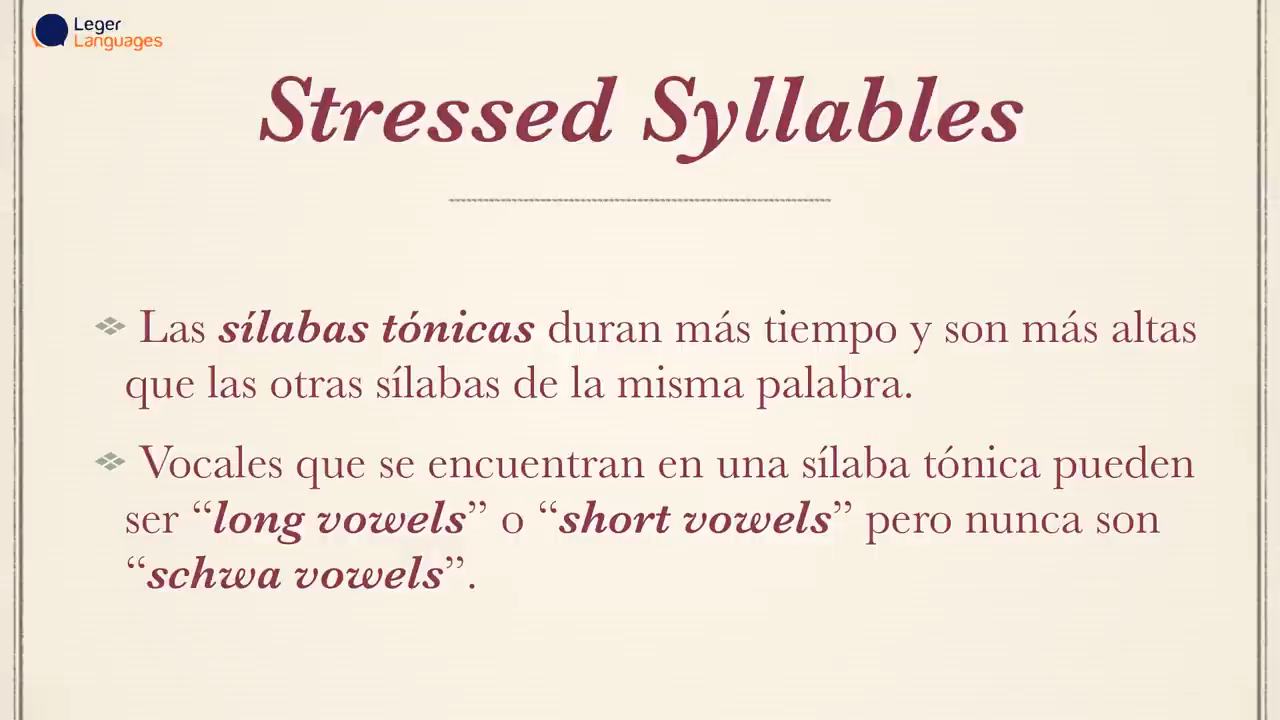 Leger
Languages
Stressed Syllables
Las sílabas tónicas duran más tiempo y son más altas
que las otras sílabas de la misma palabra.
Vocales que se encuentran en una sílaba tónica pueden
ser “long vowels” o “short vowels” pero nunca son
“schwa vowels”.